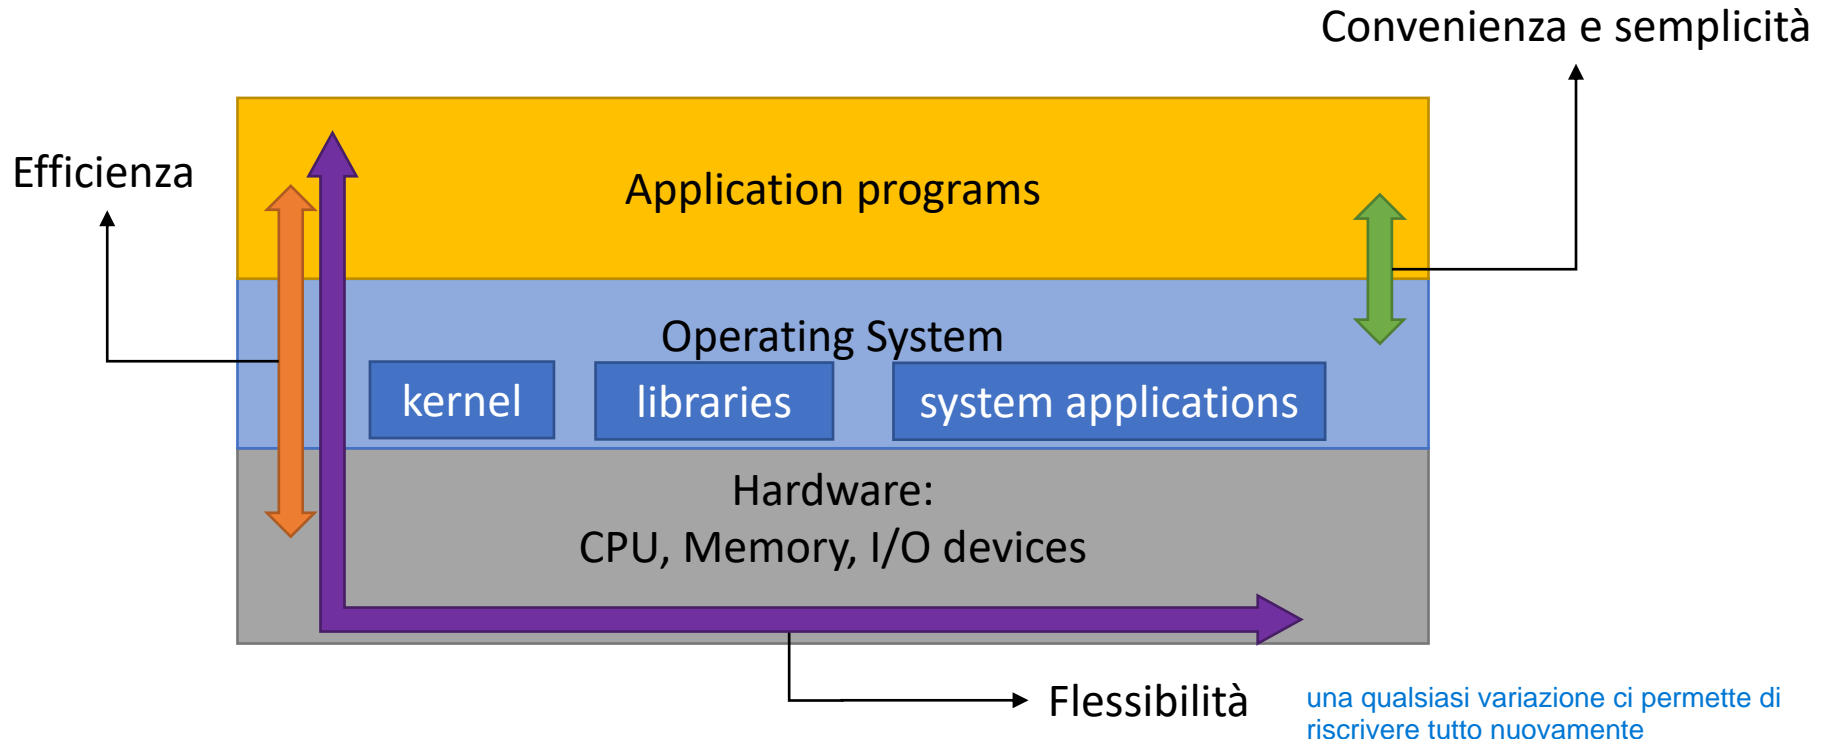 Convenienza e semplicità
Efficienza
Application programs
Operating System
kernel
libraries
system applications
Hardware:
CPU, Memory, I/O devices
Flessibilità
una qualsiasi variazione ci permette di
riscrivere tutto nuovamente